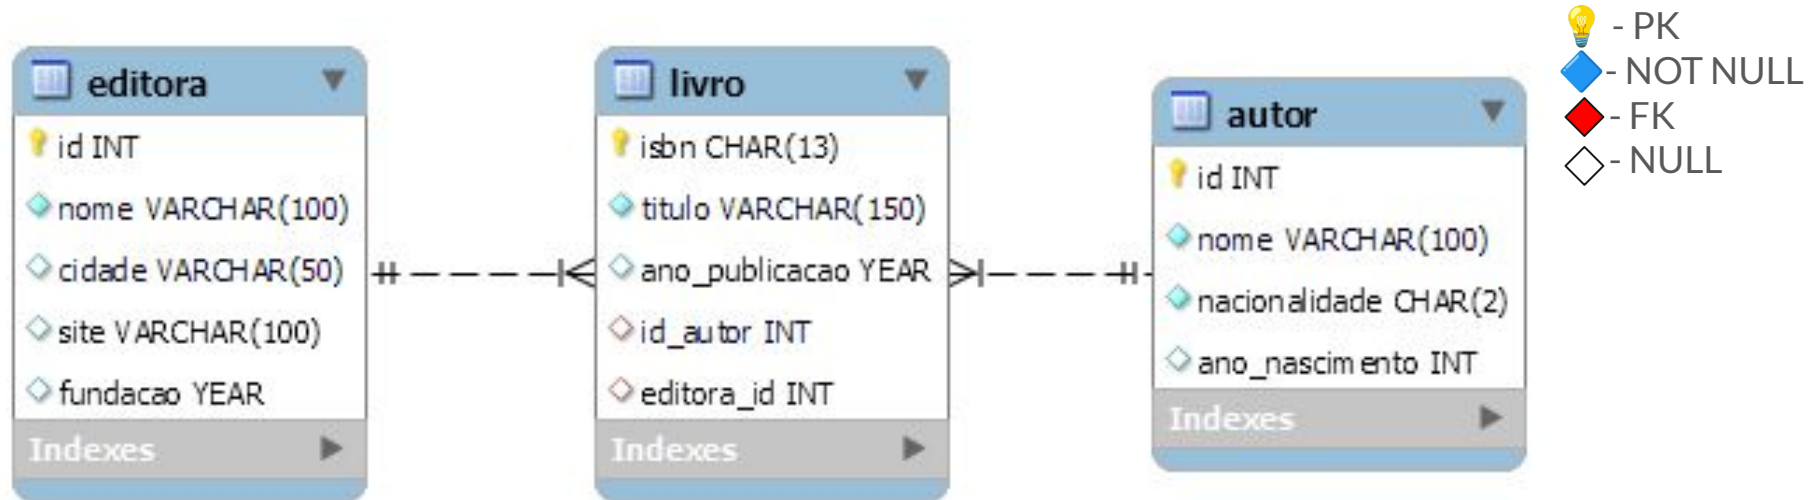 editora
id INT
nome VARCHAR(100)
cidade VARCHAR(50)
site VARCHAR(100)
fundacao YEAR
Indexes
livro
isbn CHAR(13)
titulo VARCHAR(150)
ano_publicacao YEAR
id_autor INT
editora_id INT
Indexes
autor
id INT
nome VARCHAR(100)
nacionalidade CHAR(2)
ano_nascimento INT
Indexes
- PK
- NOT NULL
- FK
- NULL